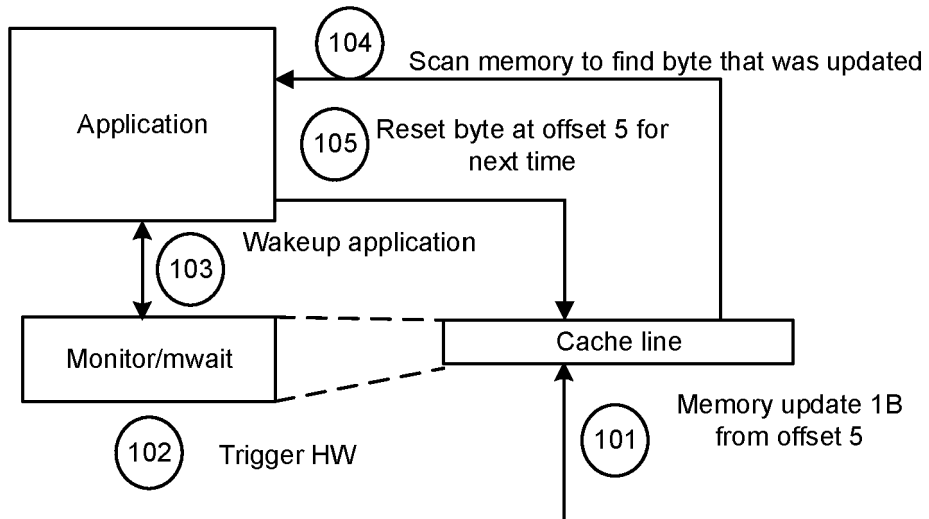 104
Scan memory to find byte that was updated
Application
105
Reset byte at offset 5 for
next time
Wakeup application
103
Monitor/mwait
Cache line
102
Trigger HW
101
Memory update 1B
from offset 5